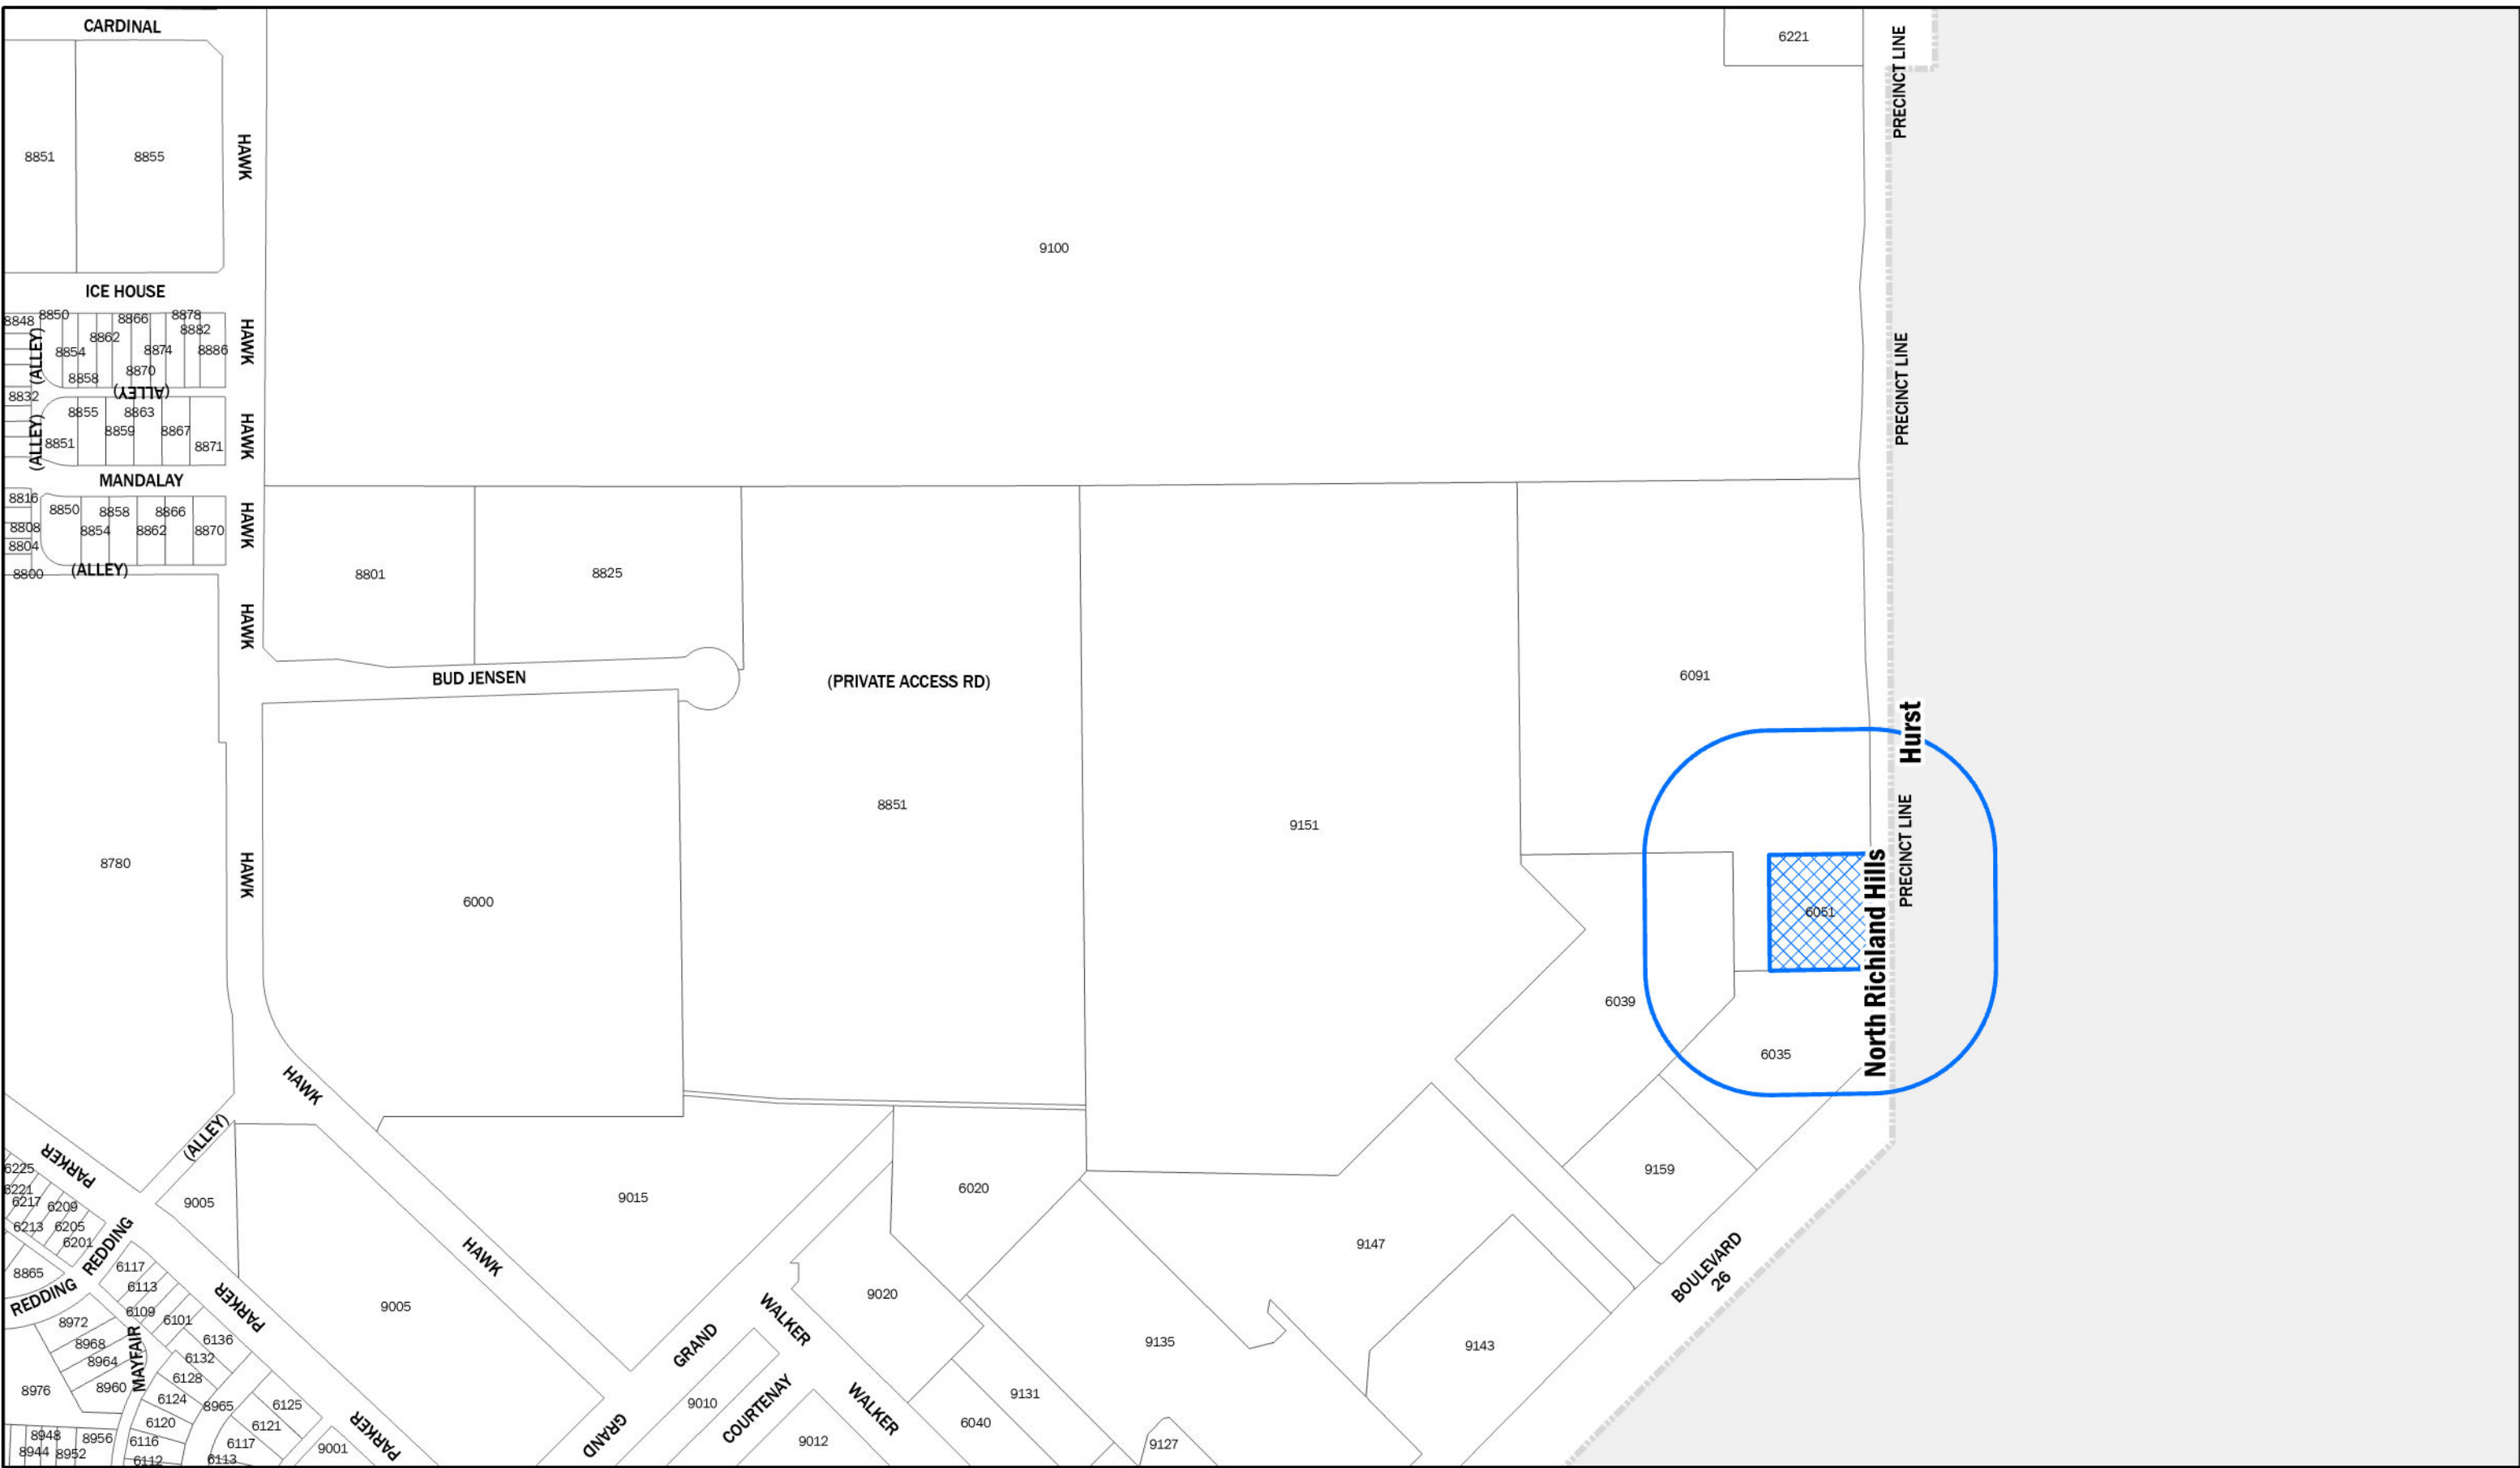 CARDINAL
6221
PRECINCT LINE
8851
8855
HAWK
9100
ICE HOUSE
8848
8850
8866
8878
8882
8862
8854
8874
8886
(ALLEY)
HAWK
8870
8858
(ALLEY)
PRECINCT LINE
8832
8855
8863
8859
8867
8851
8871
(ALLEY)
HAWK
MANDALAY
8816
8850
8858
8866
8808
8854
8862
8870
HAWK
8804
8800
(ALLEY)
8801
8825
HAWK
BUD JENSEN
(PRIVATE ACCESS RD)
6091
Hurst
8851
9151
PRECINCT LINE
8780
HAWK
6000
6051
North Richland Hills
6039
6035
HAWK
(ALLEY)
PARKER
6225
6221
6217
6209
6213
6205
6201
9005
9015
6020
9159
REDDING
8865
REDDING
6117
6113
6109
6101
PARKER
HAWK
9147
BOULEVARD
26
9005
9020
WALKER
GRAND
8972
8968
8964
8960
8976
MAYFAIR
6136
6132
6128
6124
6120
8965
6125
6121
9135
9143
9131
6040
WALKER
9010
COURTENAY
GRAND
PARKER
8948
8956
8944
8952
6116
6112
6117
6113
9001
9012
9127